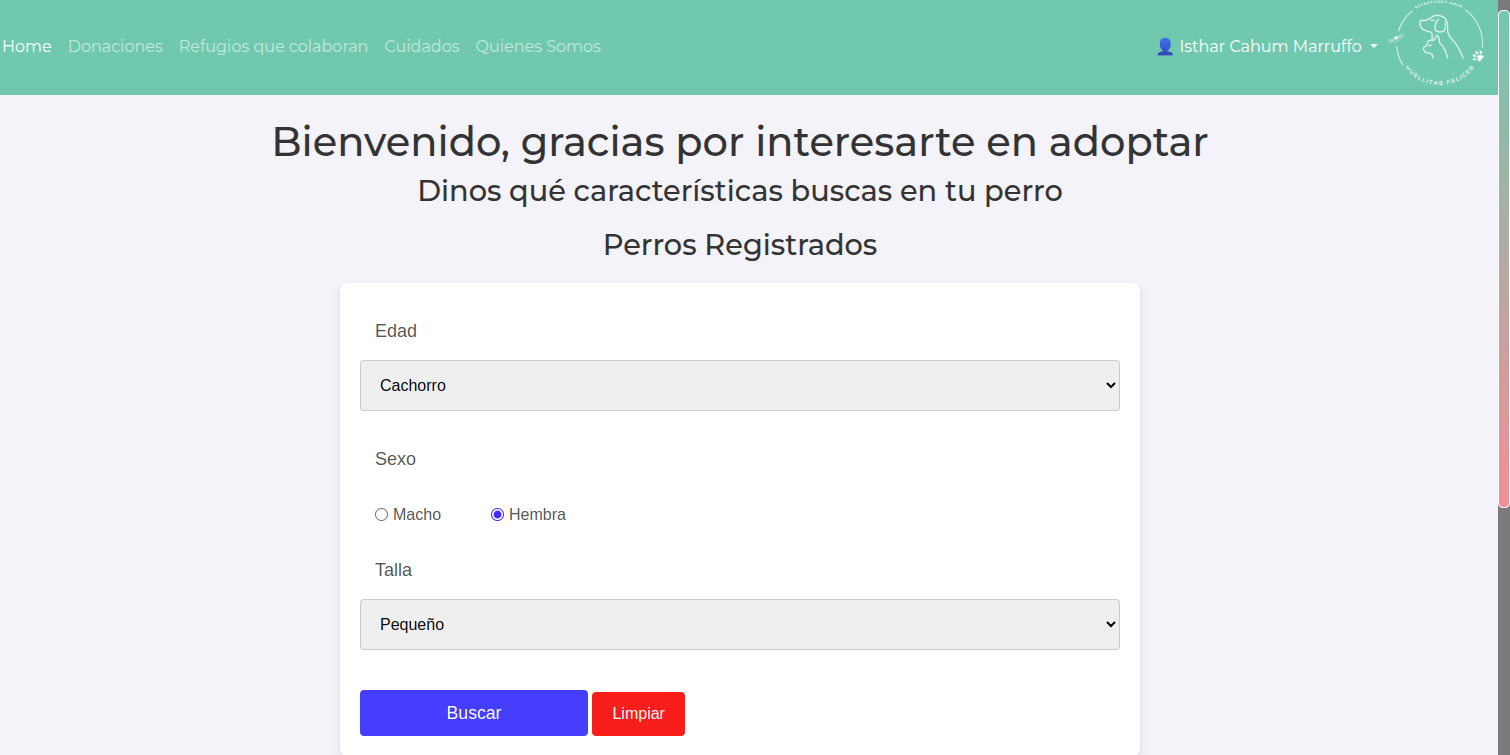 Home Donaciones Refugios que colaboran Cuidados Quienes Somos
Isthar Cahum Marruffo
HUELLITAS FELICES
Bienvenido, gracias por interesarte en adoptar
Dinos qué características buscas en tu perro
Perros Registrados
Edad
Cachorro
Sexo
Macho Hembra
Talla
Pequeño
Buscar Limpiar